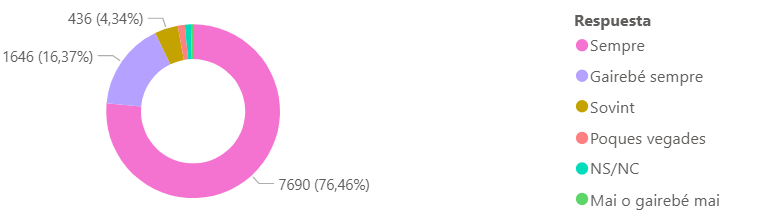 436 (4,34%)
1646 (16,37%)
7690 (76,46%)
Respuesta
Sempre
Gairebé sempre
Sovint
Poques vegades
NS/NC
Mai o gairebé mai